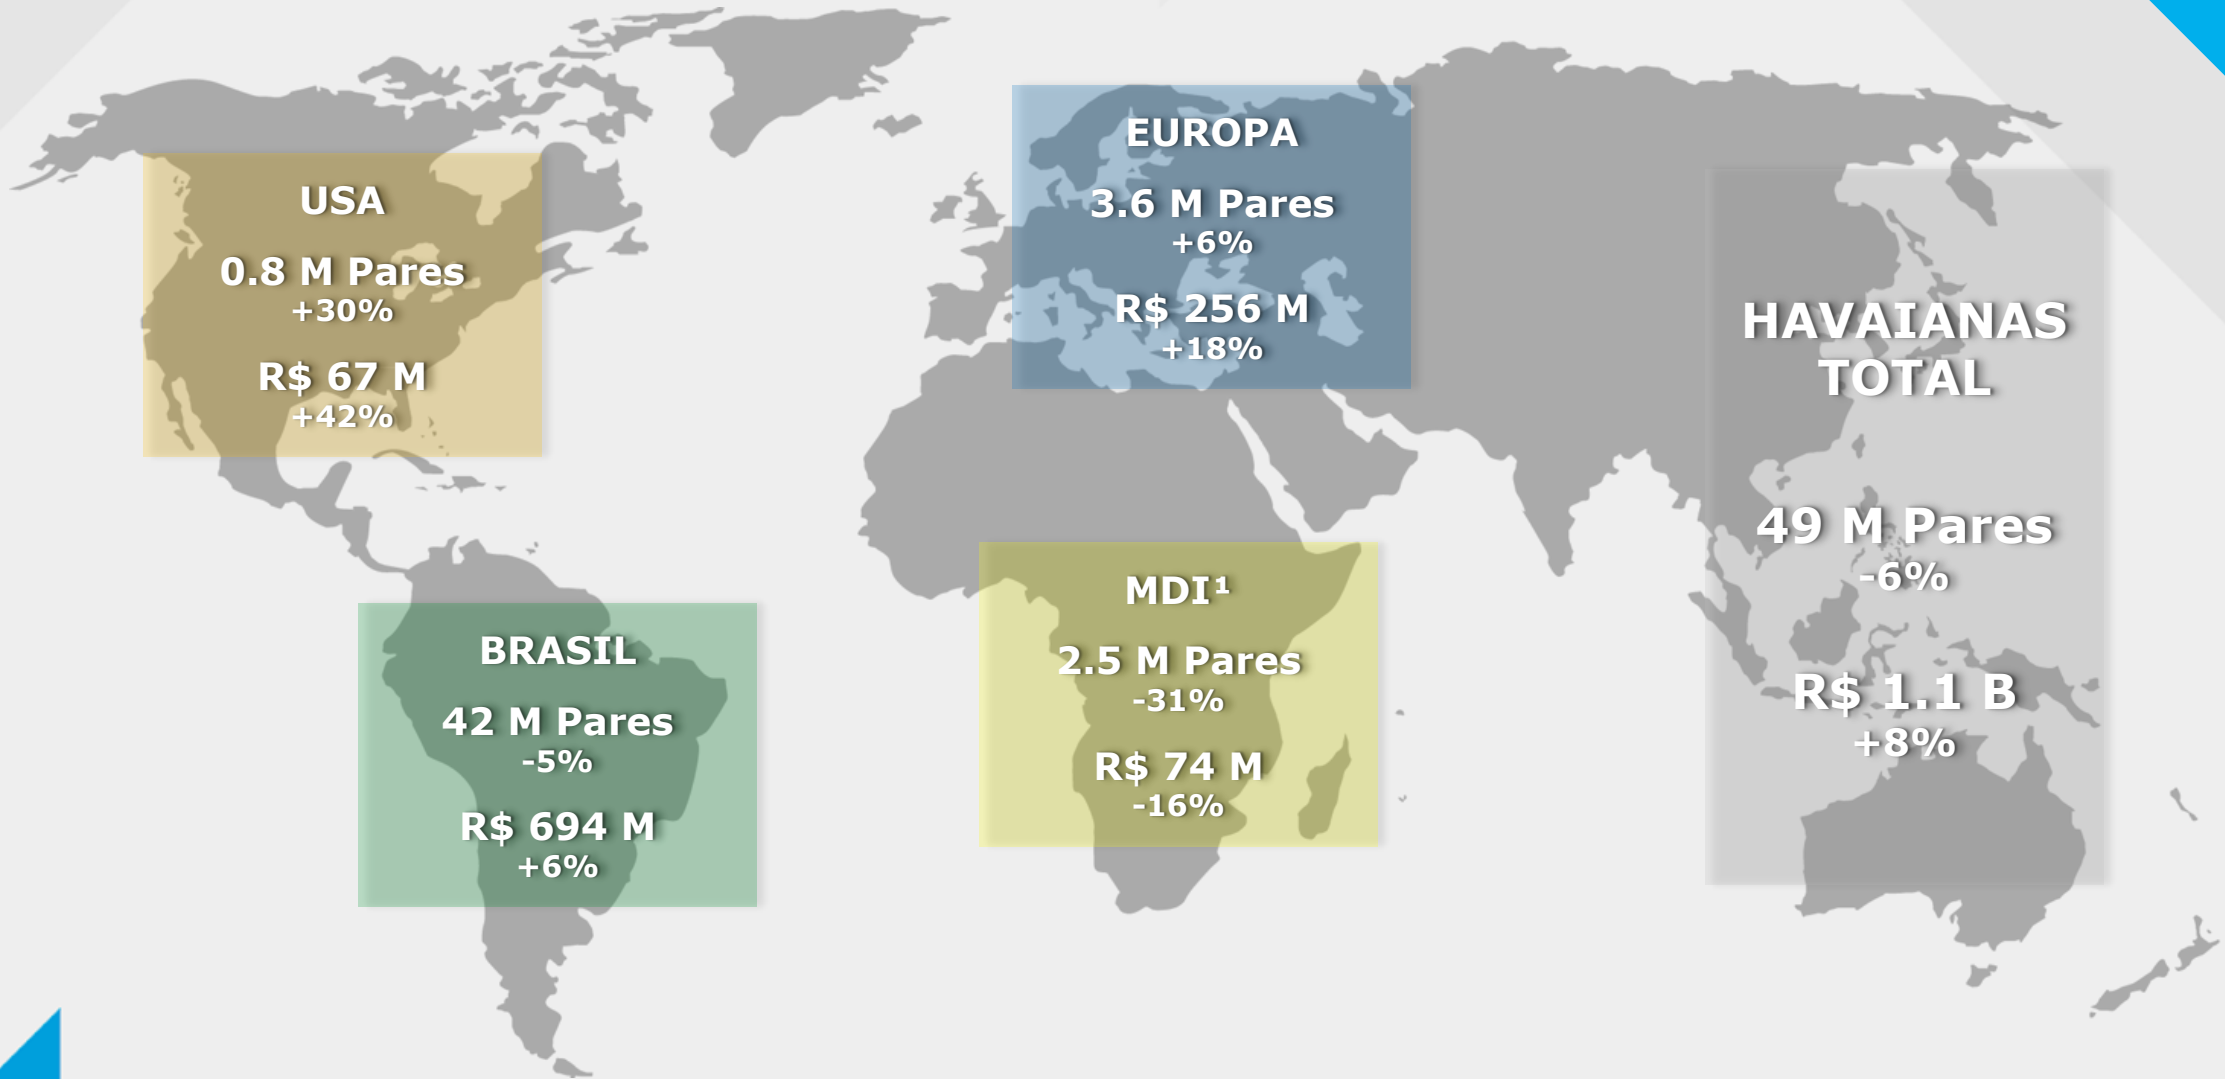 USA
0.8 M Pares
+30%
R$ 67 M
+42%
EUROPA
3.6 M Pares
+6%
R$ 256 M
+18%
BRASIL
42 M Pares
-5%
R$ 694 M
+6%
MDI¹
2.5 M Pares
-31%
R$ 74 M
-16%
HAVAIANAS
TOTAL
49 M Pares
-6%
R$ 1.1 B
+8%